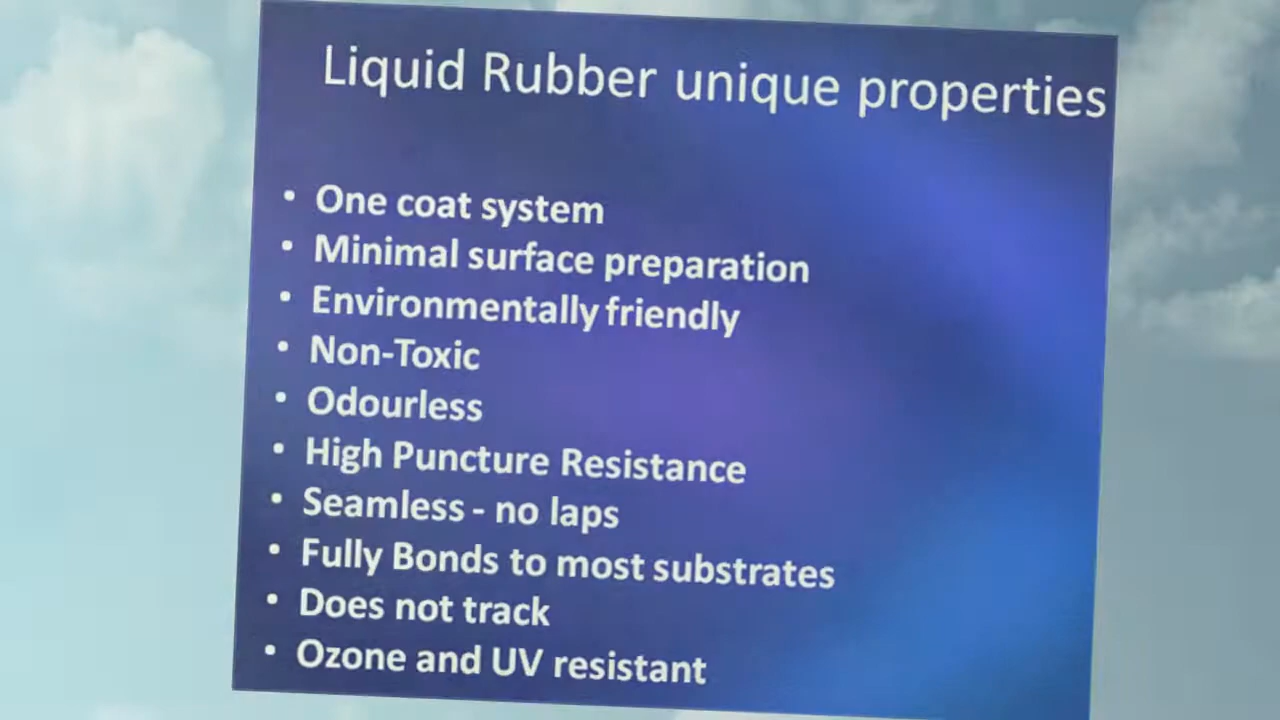 Liquid Rubber unique properties
• One coat system
• Minimal surface preparation
• Environmentally friendly
• Non-Toxic
• Odourless
• High Puncture Resistance
• Seamless - no laps
• Fully Bonds to most substrates
• Does not track
• Ozone and UV resistant